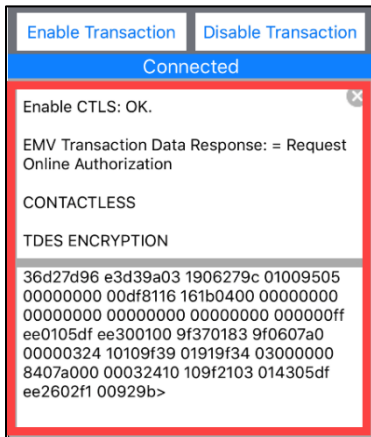 Enable Transaction Disable Transaction
Connected
Enable CTLS: OK.
EMV Transaction Data Response: = Request
Online Authorization
CONTACTLESS
TDES ENCRYPTION
36d27d96 e3d39a03 1906279c 01009505
00000000 00df8116 161b0400 00000000
00000000 00000000 00000000 000000ff
ee0105df ee300100 9f370183 9f0607a0
00000324 10109f39 01919f34 03000000
8407a000 00032410 109f2103 014305df
ee2602f1 00929b>